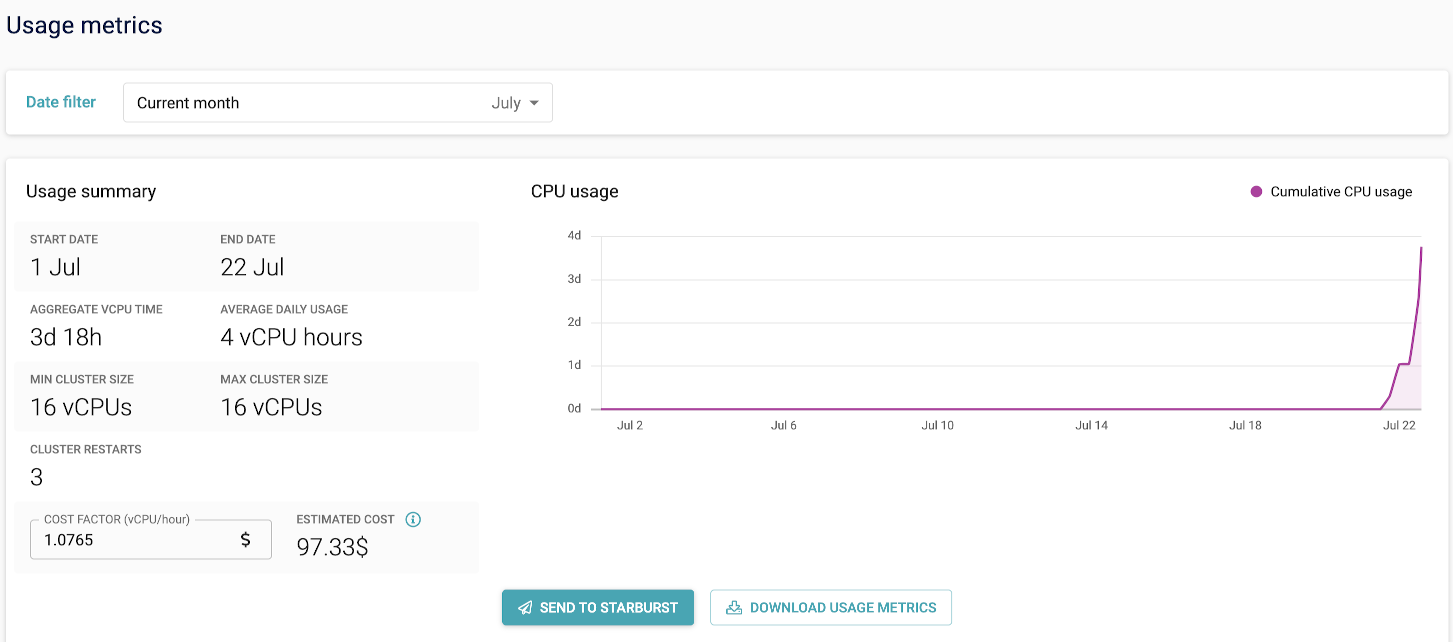 Usage metrics
Date filter
Current month July
Usage summary
START DATE END DATE
1 Jul 22 Jul
AGGREGATE VCPU TIME AVERAGE DAILY USAGE
3d 18h 4 vCPU hours
MIN CLUSTER SIZE MAX CLUSTER SIZE
16 vCPUs 16 vCPUs
CLUSTER RESTARTS
3
COST FACTOR (vCPU/hour) ESTIMATED COST
1.0765 $ 97.33$
CPU usage
Cumulative CPU usage
4d
3d
2d
1d
0d
Jul 2 Jul 6 Jul 10 Jul 14 Jul 18 Jul 22
SEND TO STARBURST DOWNLOAD USAGE METRICS